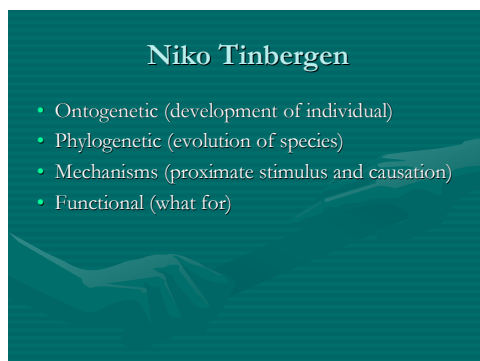 Niko Tinbergen
• Ontogenetic (development of individual)
• Phylogenetic (evolution of species)
• Mechanisms (proximate stimulus and causation)
• Functional (what for)